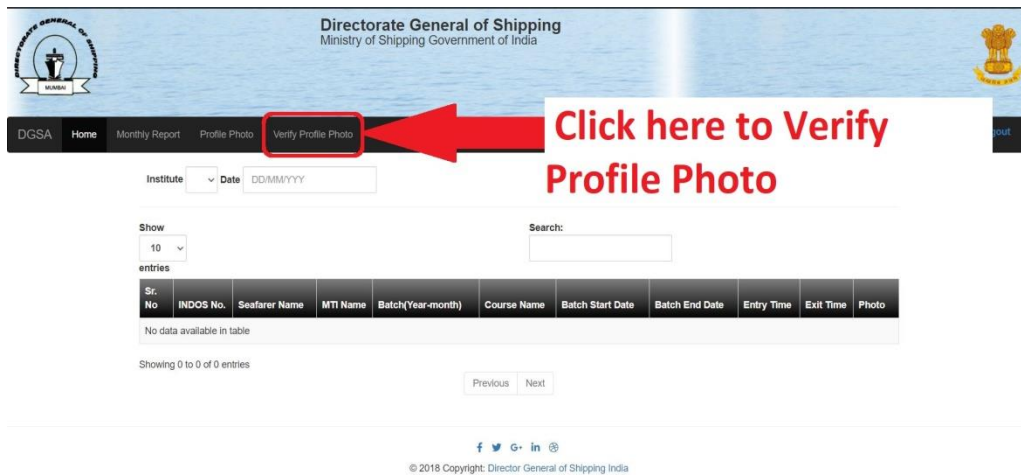 DIRECTORATE GENERAL OF SHIPPING
MUMBAI
Directorate General of Shipping
Ministry of Shipping Government of India
DGSA Home Monthly Report Profile Photo Verify Profile Photo
Click here to Verify
Profile Photo
Institute Date DD/MM/YYY
Show
10
entries
Search:
Sr. No INDOS No. Seafarer Name MTI Name Batch(Year-month) Course Name Batch Start Date Batch End Date Entry Time Exit Time Photo
No data available in table
Showing 0 to 0 of 0 entries
Previous Next
© 2018 Copyright: Director General of Shipping India